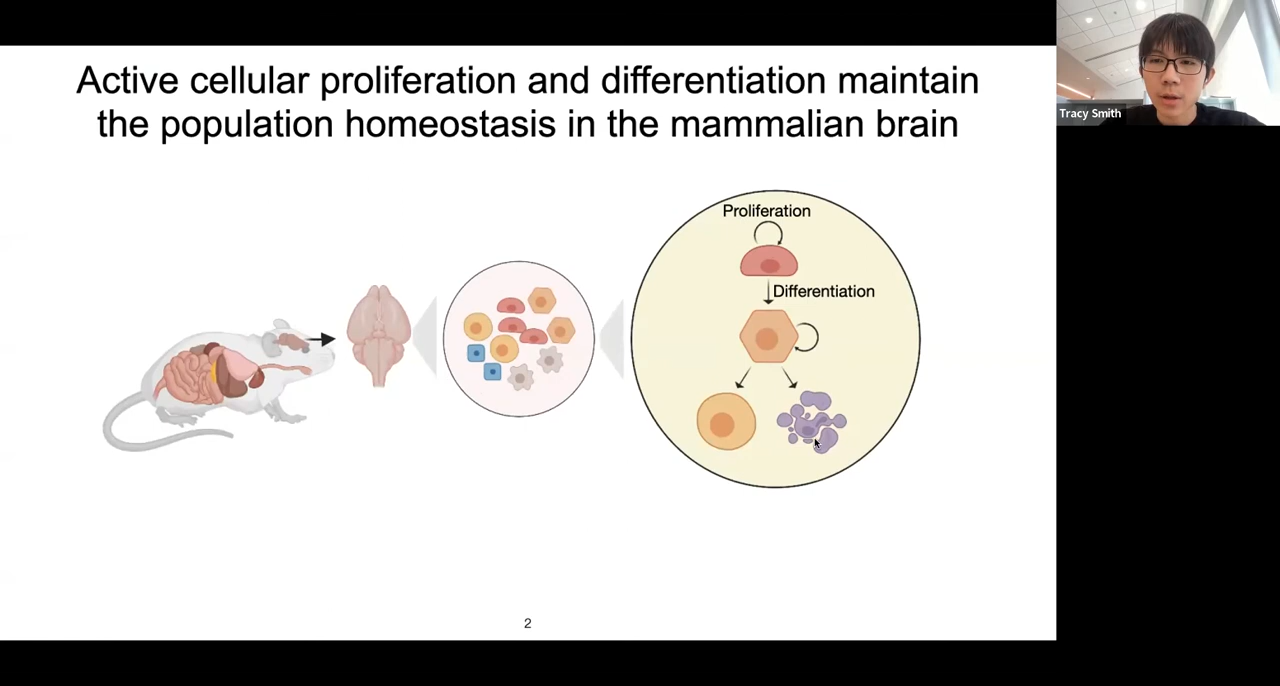 Active cellular proliferation and differentiation maintain
the population homeostasis in the mammalian brain
Tracy Smith
Proliferation
Differentiation
2